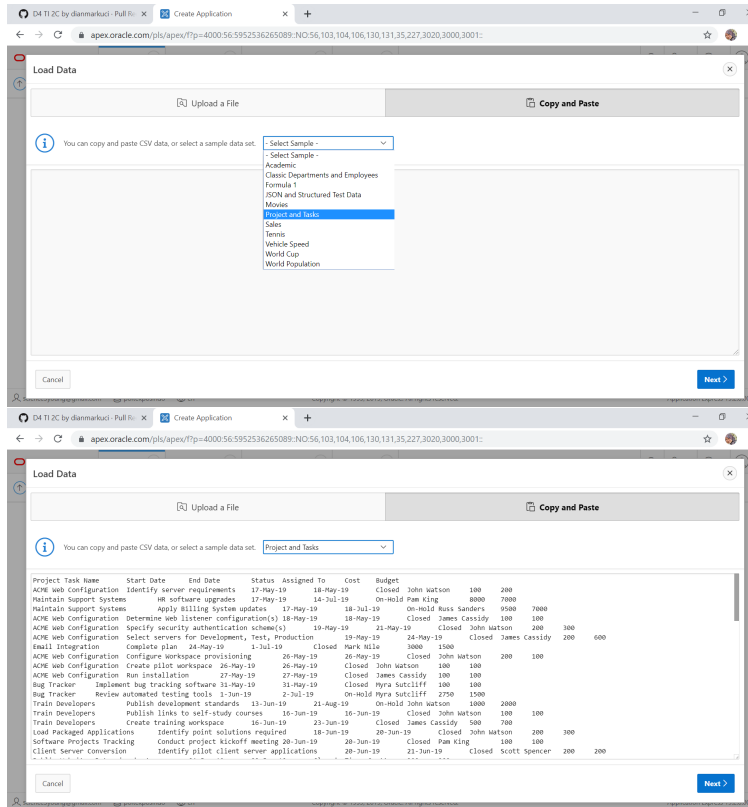 D4 TI 2C by dianmarkuci · Pull Re
Create Application
apex.oracle.com/pls/apex/f?p=4000:56:5952536265089::NO:56,103,104,106,130,131,35,227,3020,3000,3001::
Load Data
Upload a File
Copy and Paste
You can copy and paste CSV data, or select a sample data set.
- Select Sample -
- Select Sample -
Academic
Classic Departments and Employees
Formula 1
JSON and Structured Test Data
Movies
Project and Tasks
Sales
Tennis
Vehicle Speed
World Cup
World Population
Cancel
Next >
D4 TI 2C by dianmarkuci · Pull Re
Create Application
apex.oracle.com/pls/apex/f?p=4000:56:5952536265089::NO:56,103,104,106,130,131,35,227,3020,3000,3001::
Load Data
Upload a File
Copy and Paste
You can copy and paste CSV data, or select a sample data set. Project and Tasks
Project Task Name Start Date End Date Status Assigned To Cost Budget
ACME Web Configuration Identify server requirements 17-May-19 18-May-19 Closed John Watson 100 200
Maintain Support Systems HR software upgrades 17-May-19 14-Jul-19 On-Hold Pam King 8000 7000
Maintain Support Systems Apply Billing System updates 17-May-19 18-Jul-19 On-Hold Russ Sanders 9500 7000
ACME Web Configuration Determine Web listener configuration(s) 18-May-19 18-May-19 Closed James Cassidy 100 100
ACME Web Configuration Specify security authentication scheme(s) 19-May-19 21-May-19 Closed John Watson 200 300
ACME Web Configuration Select servers for Development, Test, Production 19-May-19 24-May-19 Closed James Cassidy 200 600
Email Integration Complete plan 24-May-19 1-Jul-19 Closed Mark Nile 3000 1500
ACME Web Configuration Configure Workspace provisioning 26-May-19 26-May-19 Closed John Watson 200 100
ACME Web Configuration Create pilot workspace 26-May-19 26-May-19 Closed John Watson 100 100
ACME Web Configuration Run installation 27-May-19 27-May-19 Closed James Cassidy 100 100
Bug Tracker Implement bug tracking software 31-May-19 31-May-19 Closed Myra Sutcliff 100 100
Bug Tracker Review automated testing tools 1-Jun-19 2-Jul-19 On-Hold Myra Sutcliff 2750 1500
Train Developers Publish development standards 13-Jun-19 21-Aug-19 On-Hold John Watson 1000 2000
Train Developers Publish links to self-study courses 16-Jun-19 16-Jun-19 Closed John Watson 100 100
Train Developers Create training workspace 16-Jun-19 23-Jun-19 Closed James Cassidy 500 700
Load Packaged Applications Identify point solutions required 18-Jun-19 20-Jun-19 Closed John Watson 200 300
Software Projects Tracking Conduct project kickoff meeting 20-Jun-19 20-Jun-19 Closed Pam King 100 100
Client Server Conversion Identify pilot client server applications 20-Jun-19 21-Jun-19 Closed Scott Spencer 200 200
Cancel
Next >